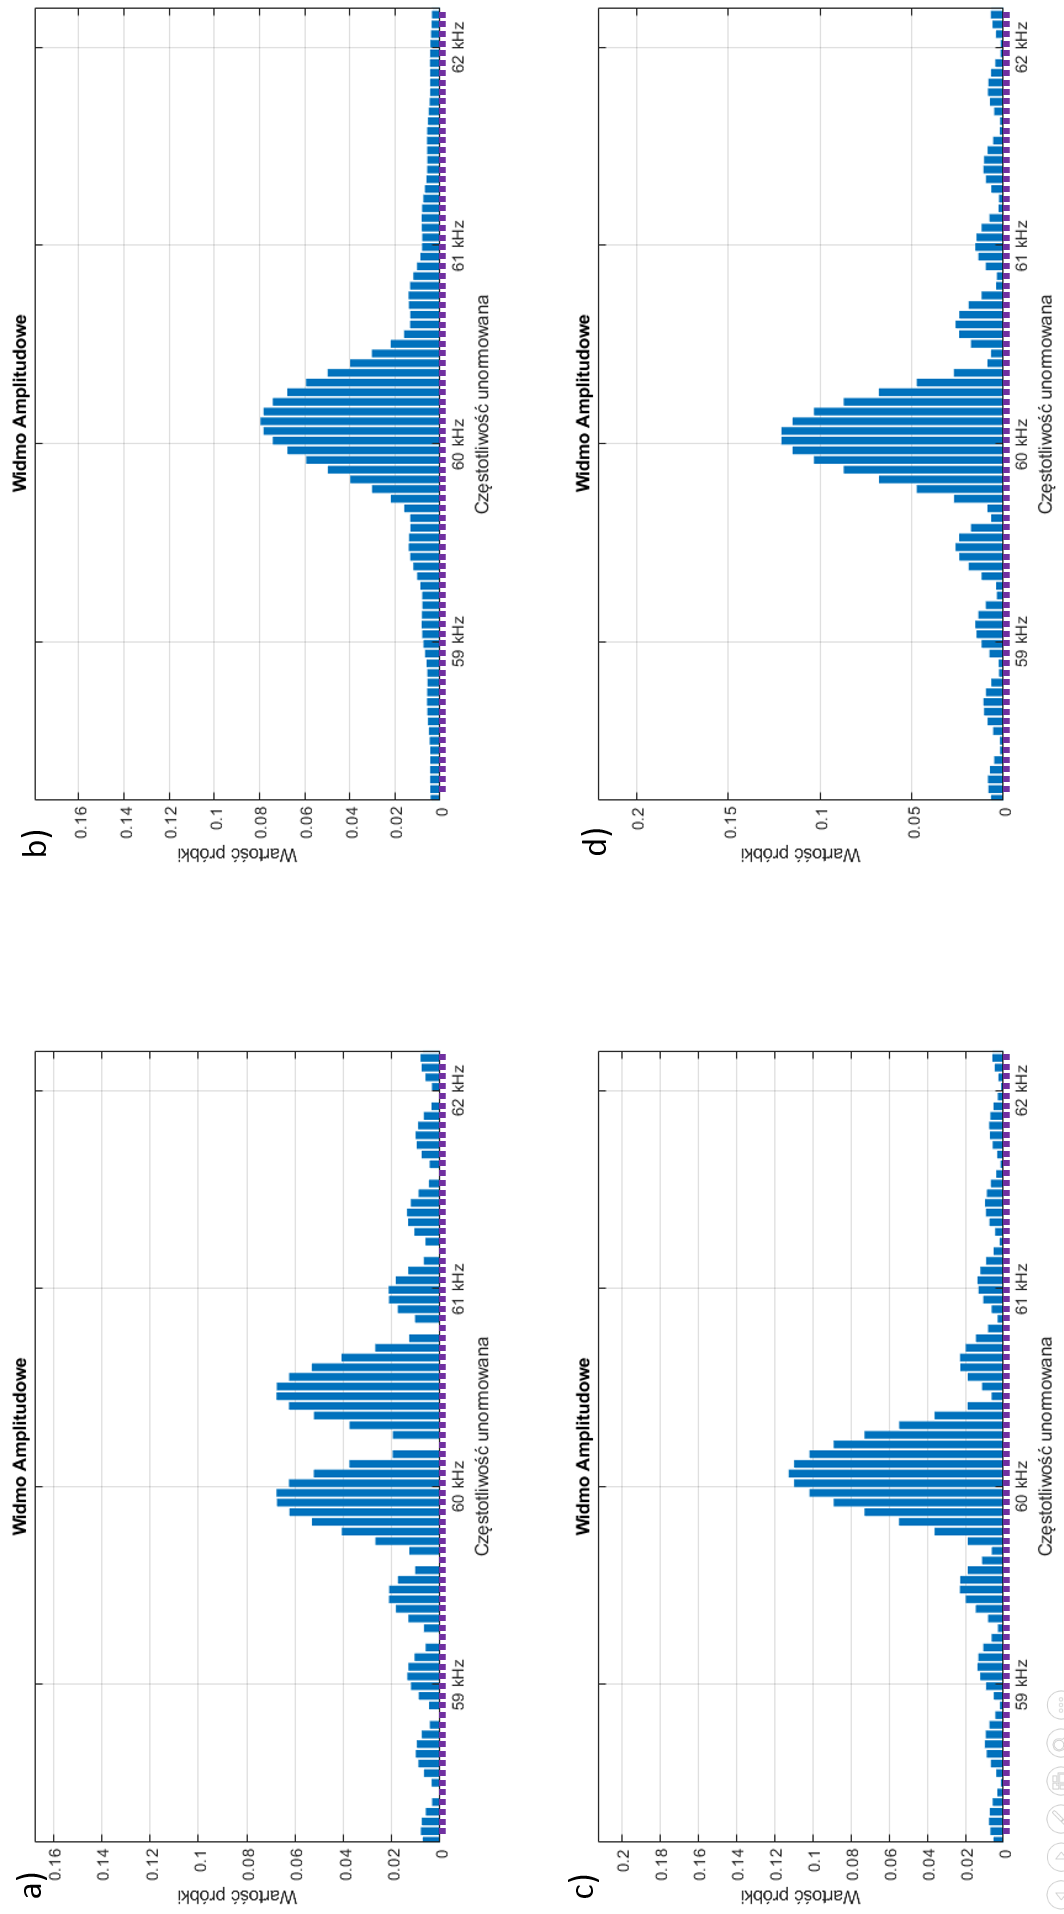 a)
Widmo Amplitudowe
Wartość próbki
0.16
0.14
0.12
0.1
0.08
0.06
0.04
0.02
0
59 kHz 60 kHz 61 kHz 62 kHz
Częstotliwość unormowana
b)
Widmo Amplitudowe
Wartość próbki
0.16
0.14
0.12
0.1
0.08
0.06
0.04
0.02
0
59 kHz 60 kHz 61 kHz 62 kHz
Częstotliwość unormowana
c)
Widmo Amplitudowe
Wartość próbki
0.2
0.18
0.16
0.14
0.12
0.1
0.08
0.06
0.04
0.02
0
59 kHz 60 kHz 61 kHz 62 kHz
Częstotliwość unormowana
d)
Widmo Amplitudowe
Wartość próbki
0.2
0.15
0.1
0.05
0
59 kHz 60 kHz 61 kHz 62 kHz
Częstotliwość unormowana